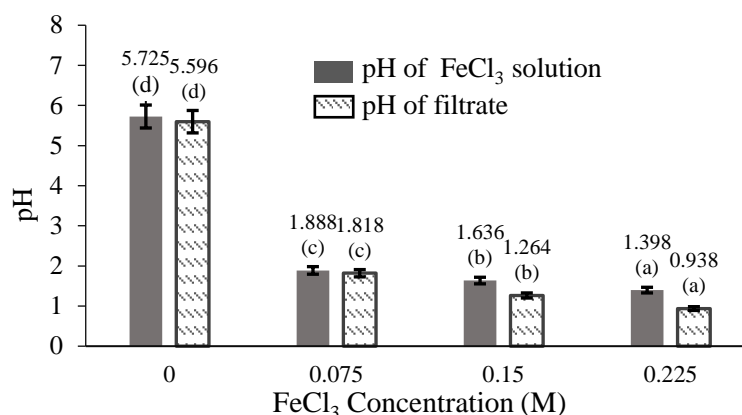 8
7
6
5
4
3
2
1
0
pH
5.725
(d)
5.596
(d)
1.888
(c)
1.818
(c)
1.636
(b)
1.264
(b)
1.398
(a)
0.938
(a)
pH of FeCl₃ solution
pH of filtrate
0 0.075 0.15 0.225
FeCl₃ Concentration (M)